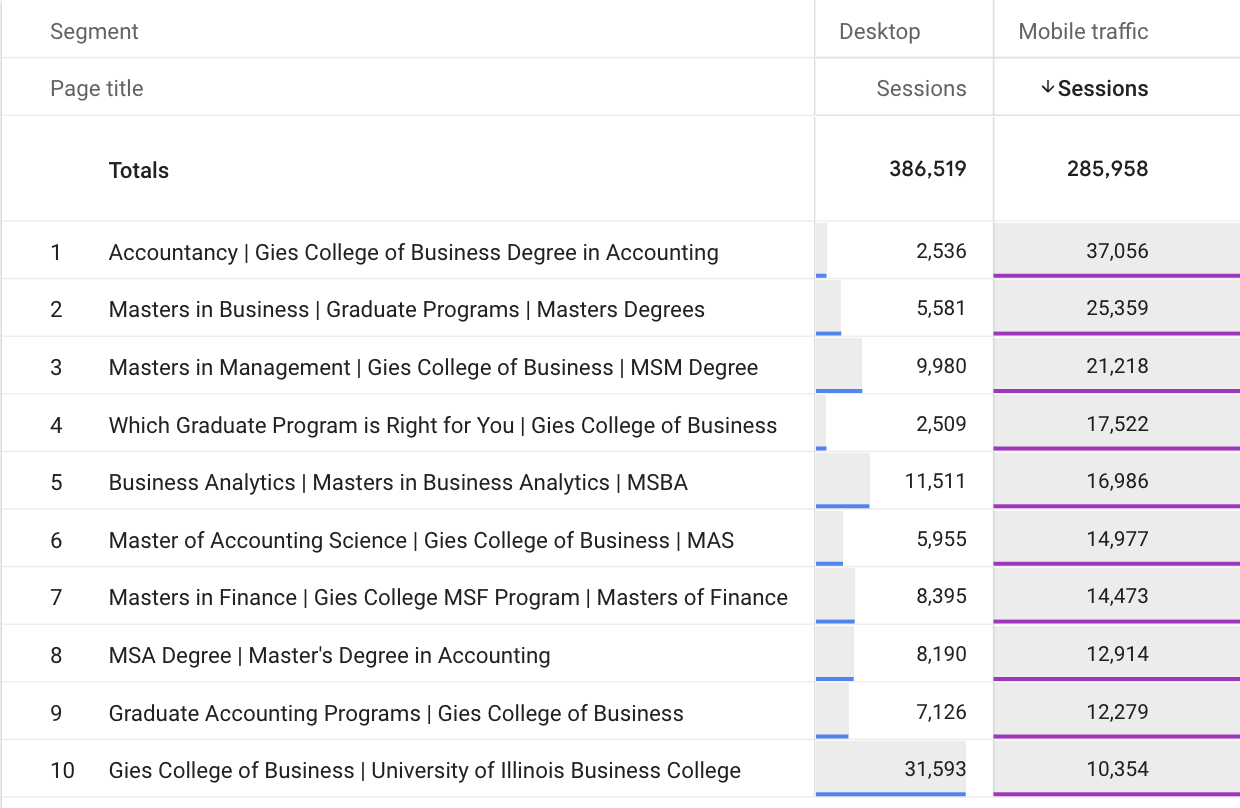 Segment Desktop Mobile traffic
Page title Sessions ↓ Sessions
Totals 386,519 285,958
1 Accountancy | Gies College of Business Degree in Accounting 2,536 37,056
2 Masters in Business | Graduate Programs | Masters Degrees 5,581 25,359
3 Masters in Management | Gies College of Business | MSM Degree 9,980 21,218
4 Which Graduate Program is Right for You | Gies College of Business 2,509 17,522
5 Business Analytics | Masters in Business Analytics | MSBA 11,511 16,986
6 Master of Accounting Science | Gies College of Business | MAS 5,955 14,977
7 Masters in Finance | Gies College MSF Program | Masters of Finance 8,395 14,473
8 MSA Degree | Master's Degree in Accounting 8,190 12,914
9 Graduate Accounting Programs | Gies College of Business 7,126 12,279
10 Gies College of Business | University of Illinois Business College 31,593 10,354